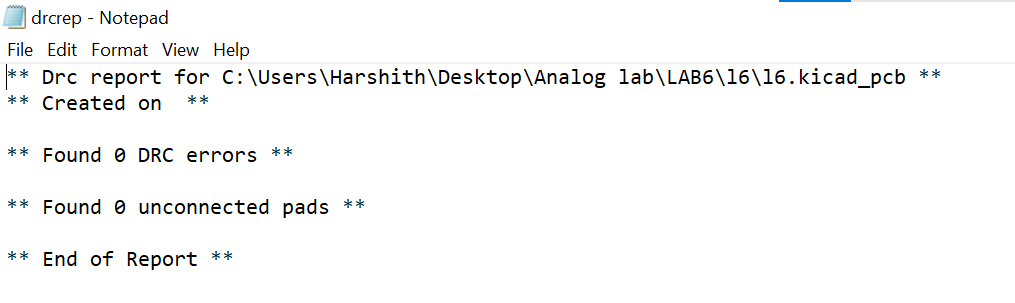 drcrep - Notepad
File Edit Format View Help
** Drc report for C:\Users\Harshith\Desktop\Analog lab\LAB6\l6\l6.kicad_pcb **
** Created on  **
** Found 0 DRC errors **
** Found 0 unconnected pads **
** End of Report **